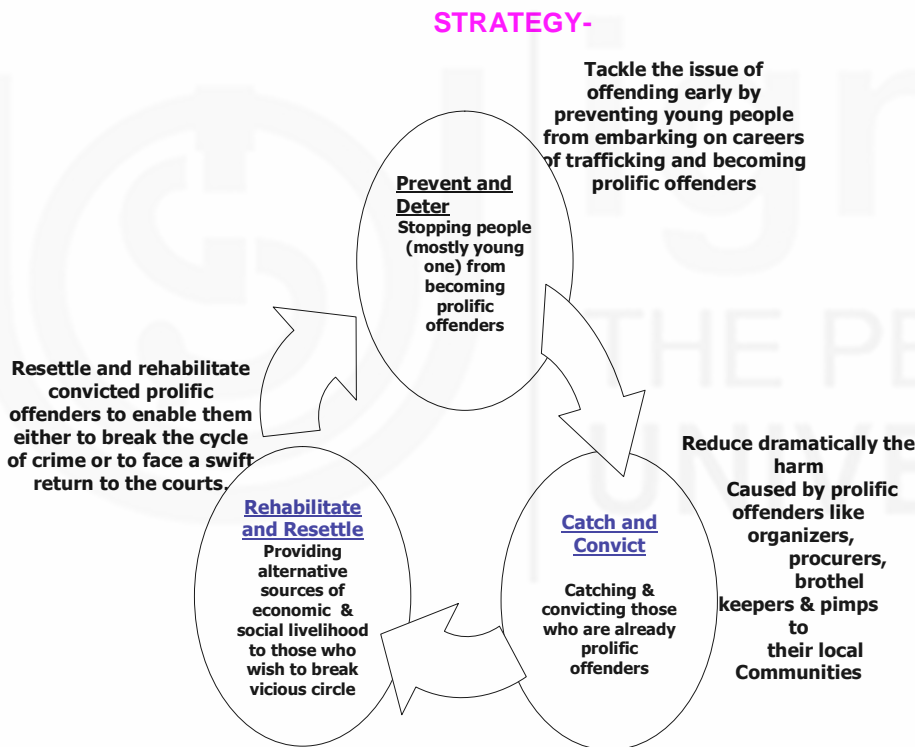 STRATEGY-
Tackle the issue of
offending early by
preventing young people
from embarking on careers
of trafficking and becoming
prolific offenders
Prevent and
Deter
Stopping people
(mostly young
one) from
becoming
prolific
offenders
Resettle and rehabilitate
convicted prolific
offenders to enable them
either to break the cycle
of crime or to face a swift
return to the courts.
Reduce dramatically the
harm
Caused by prolific
offenders like
organizers,
procurers,
brothel
keepers & pimps
to
their local
Communities
Rehabilitate
and Resettle
Providing
alternative
sources of
economic &
social livelihood
to those who
wish to break
vicious circle
Catch and
Convict
Catching &
convicting those
who are already
prolific
offenders
ign
THE PE
UNIVE